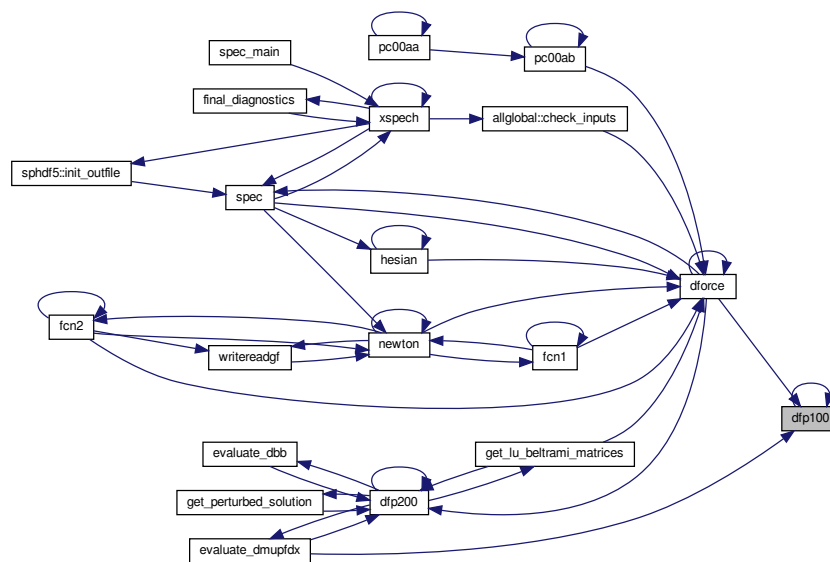 spec_main
pc00aa
pc00ab
final_diagnostics
xspech
allglobal::check_inputs
sphdf5::init_outfile
spec
hesian
dforce
fcn2
writereadgf
newton
fcn1
dfp100
evaluate_dbb
get_lu_beltrami_matrices
get_perturbed_solution
dfp200
evaluate_dmupfdx